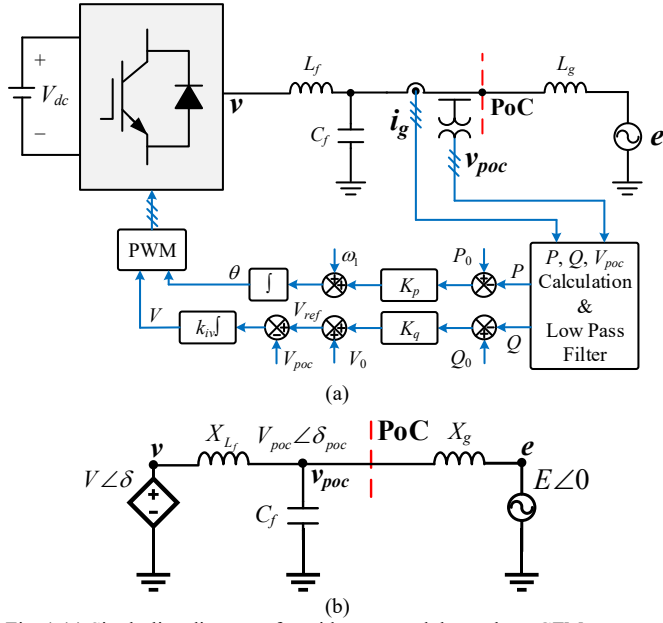 +
V_dc
−
v
L_f
C_f
i_g
PoC
v_poc
L_g
e
PWM
θ
∫
ω_1
K_p
P_0
P
P, Q, V_poc
Calculation
&
Low Pass
Filter
V
k_iv∫
V_ref
V_poc
V_0
K_q
Q_0
Q
(a)
v
X_Lf
V_poc∠δ_poc
PoC
X_g
e
V∠δ
+
−
v_poc
C_f
E∠0
(b)